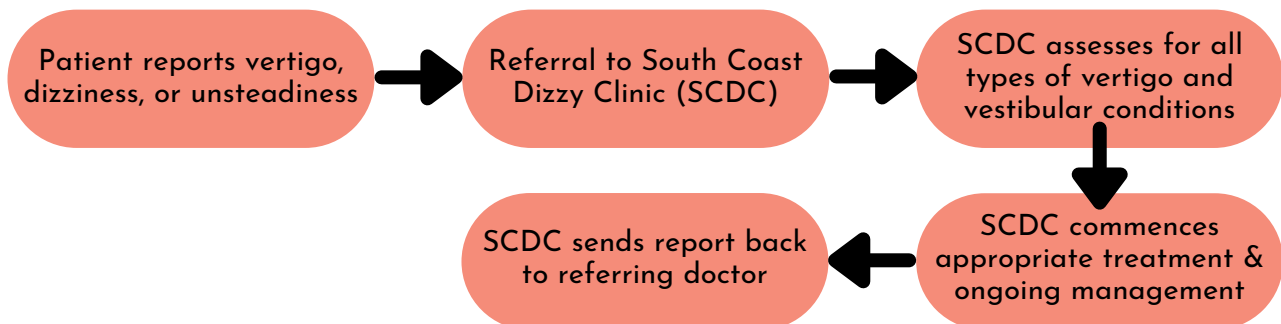 Patient reports vertigo,
dizziness, or unsteadiness
Referral to South Coast
Dizzy Clinic (SCDC)
SCDC assesses for all
types of vertigo and
vestibular conditions
SCDC commences
appropriate treatment &
ongoing management
SCDC sends report back
to referring doctor